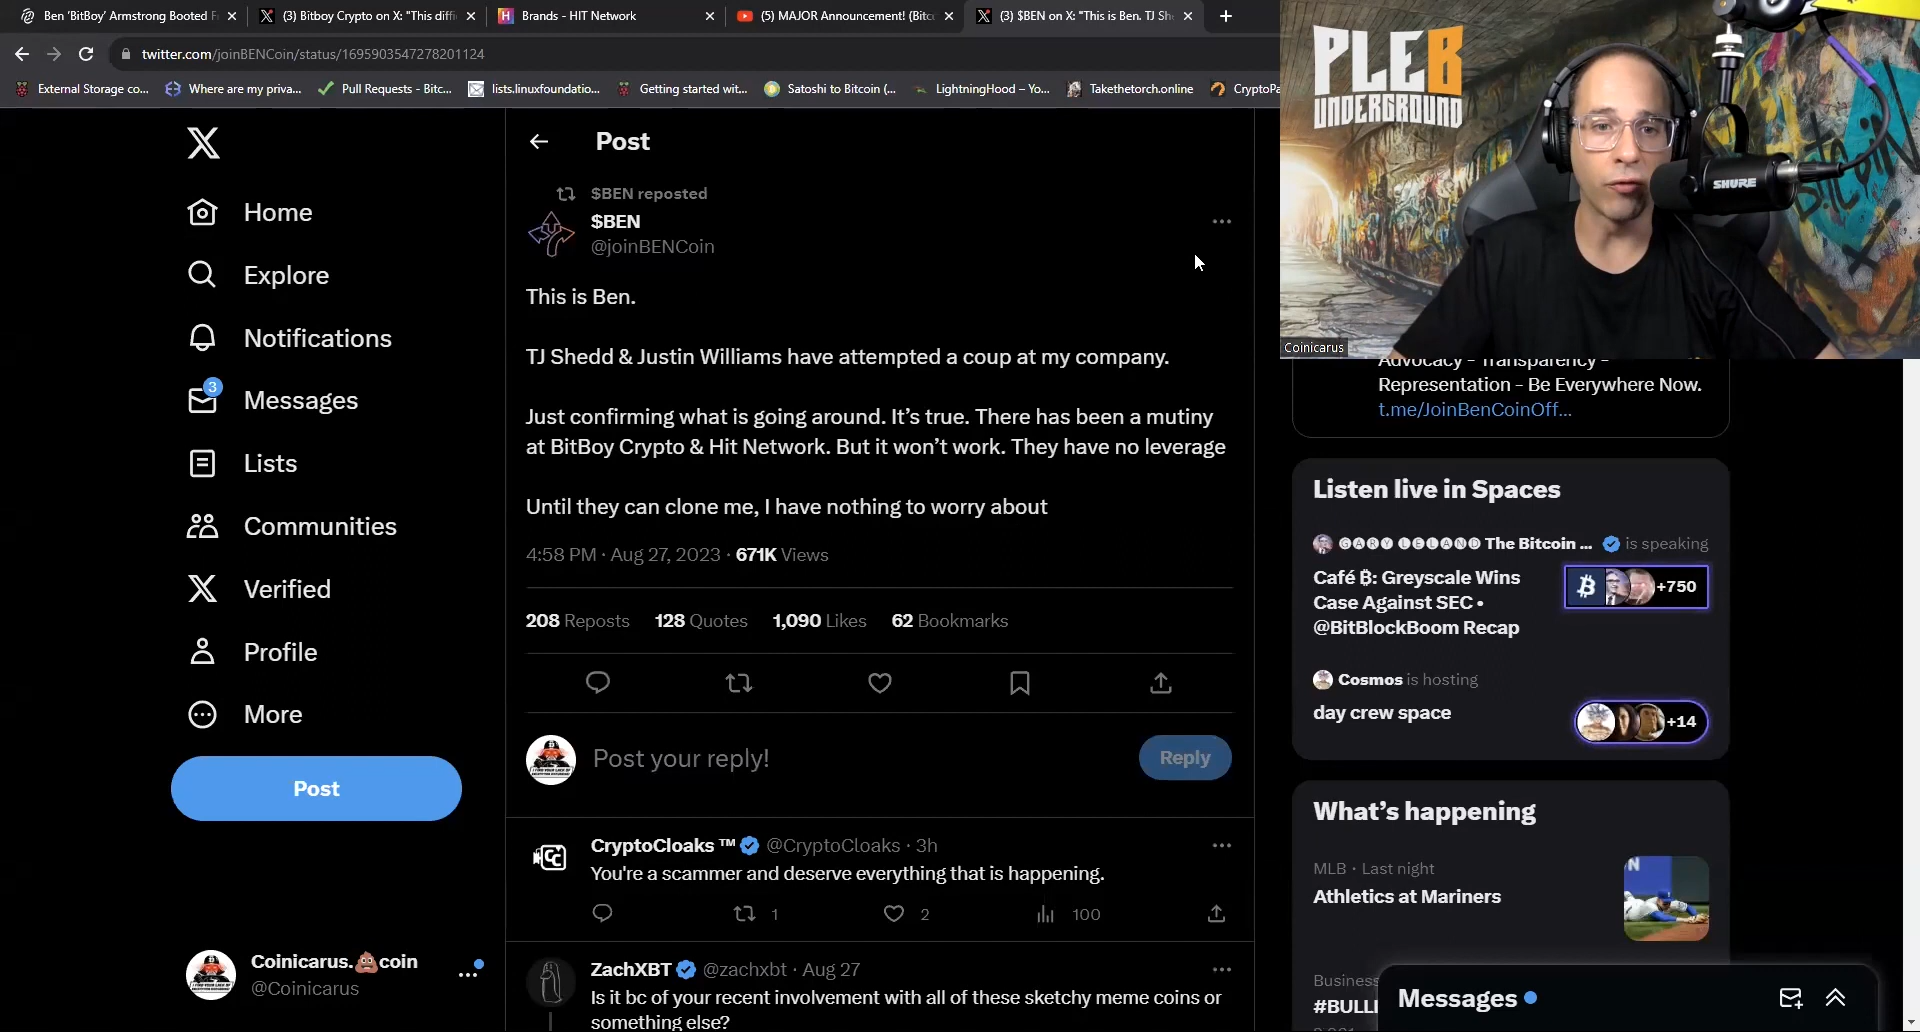 Ben ‘BitBoy’ Armstrong Booted F
(3) Bitboy Crypto on X: "This diffi
Brands - HIT Network
(5) MAJOR Announcement! (Bitc
(3) $BEN on X: "This is Ben. TJ She
twitter.com/joinBENCoin/status/1695903547278201124
External Storage co...
Where are my priva...
Pull Requests - Bitc...
lists.linuxfoundatio...
Getting started wit...
Satoshi to Bitcoin (...
LightningHood – Yo...
Takethetorch.online
CryptoPa
PLEB
UNDERGROUND
SHURE
BITCOIN
Coinicarus
Home
Explore
Notifications
3
Messages
Lists
Communities
Verified
Profile
More
Post
Coinicarus.💩coin
@Coinicarus
Post
$BEN reposted
$BEN
@joinBENCoin
This is Ben.
TJ Shedd & Justin Williams have attempted a coup at my company.
Just confirming what is going around. It’s true. There has been a mutiny
at BitBoy Crypto & Hit Network. But it won’t work. They have no leverage
Until they can clone me, I have nothing to worry about
4:58 PM · Aug 27, 2023 · 671K Views
208 Reposts 128 Quotes 1,090 Likes 62 Bookmarks
Post your reply!
Reply
CryptoCloaks ™ @CryptoCloaks · 3h
You're a scammer and deserve everything that is happening.
1 2 100
ZachXBT @zachxbt · Aug 27
Is it bc of your recent involvement with all of these sketchy meme coins or
something else?
Advocacy - Transparency -
Representation - Be Everywhere Now.
t.me/JoinBenCoinOff...
Listen live in Spaces
🅖🅐🅡🅨 🅛🅔🅛🅐🅝🅓 The Bitcoin ... is speaking
Café ₿: Greyscale Wins
Case Against SEC •
@BitBlockBoom Recap
+750
Cosmos is hosting
day crew space
+14
What’s happening
MLB · Last night
Athletics at Mariners
Business
#BULL
Messages